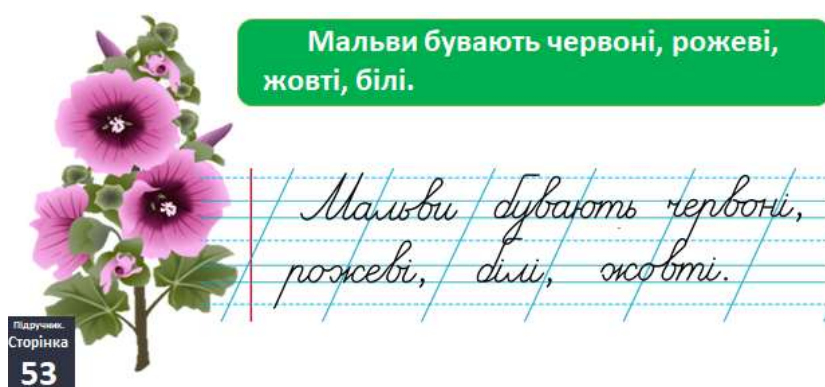 Мальви бувають червоні, рожеві,
жовті, білі.
Мальви бувають червоні,
рожеві, білі, жовті.
Підручник.
Сторінка
53